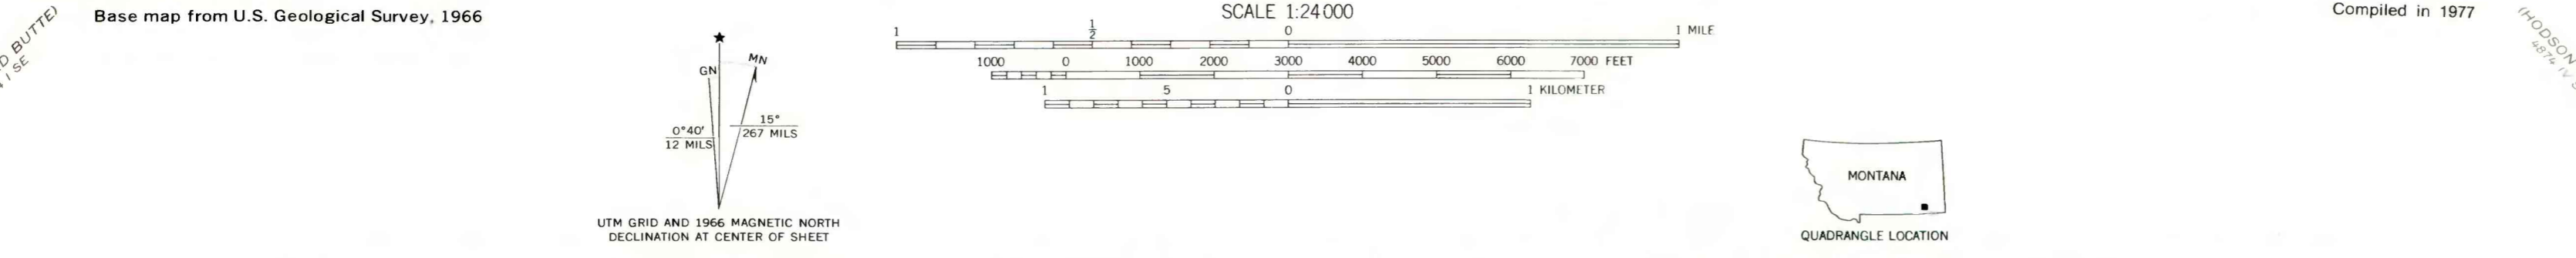 D BUTTE)
I SE
Base map from U.S. Geological Survey, 1966
SCALE 1:24 000
Compiled in 1977
(HODSON
4874 IV
1 1/2 0 1 MILE
1000 0 1000 2000 3000 4000 5000 6000 7000 FEET
1 5 0 1 KILOMETER
GN MN
0°40′ 15°
12 MILS 267 MILS
UTM GRID AND 1966 MAGNETIC NORTH
DECLINATION AT CENTER OF SHEET
MONTANA
QUADRANGLE LOCATION